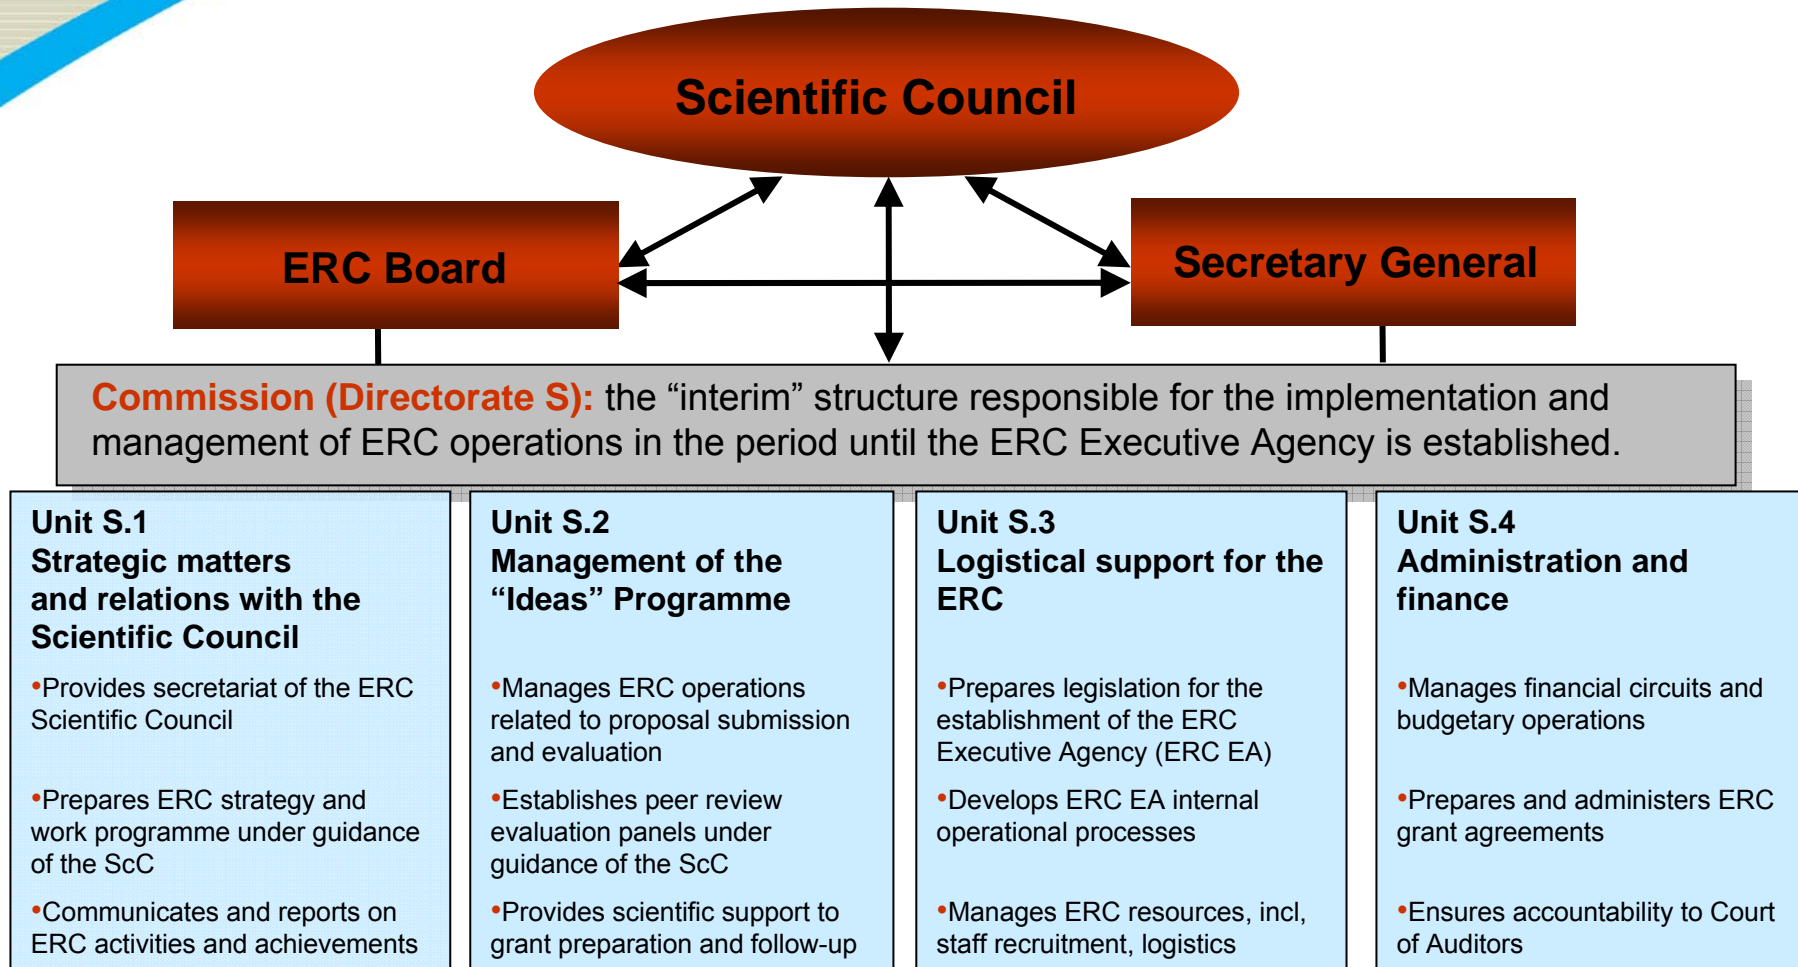 Scientific Council
ERC Board
Secretary General
Commission (Directorate S): the “interim” structure responsible for the implementation and
management of ERC operations in the period until the ERC Executive Agency is established.
Unit S.1
Strategic matters
and relations with the
Scientific Council
•Provides secretariat of the ERC
Scientific Council
•Prepares ERC strategy and
work programme under guidance
of the ScC
•Communicates and reports on
ERC activities and achievements
Unit S.2
Management of the
“Ideas” Programme
•Manages ERC operations
related to proposal submission
and evaluation
•Establishes peer review
evaluation panels under
guidance of the ScC
•Provides scientific support to
grant preparation and follow-up
Unit S.3
Logistical support for the
ERC
•Prepares legislation for the
establishment of the ERC
Executive Agency (ERC EA)
•Develops ERC EA internal
operational processes
•Manages ERC resources, incl,
staff recruitment, logistics
Unit S.4
Administration and
finance
•Manages financial circuits and
budgetary operations
•Prepares and administers ERC
grant agreements
•Ensures accountability to Court
of Auditors